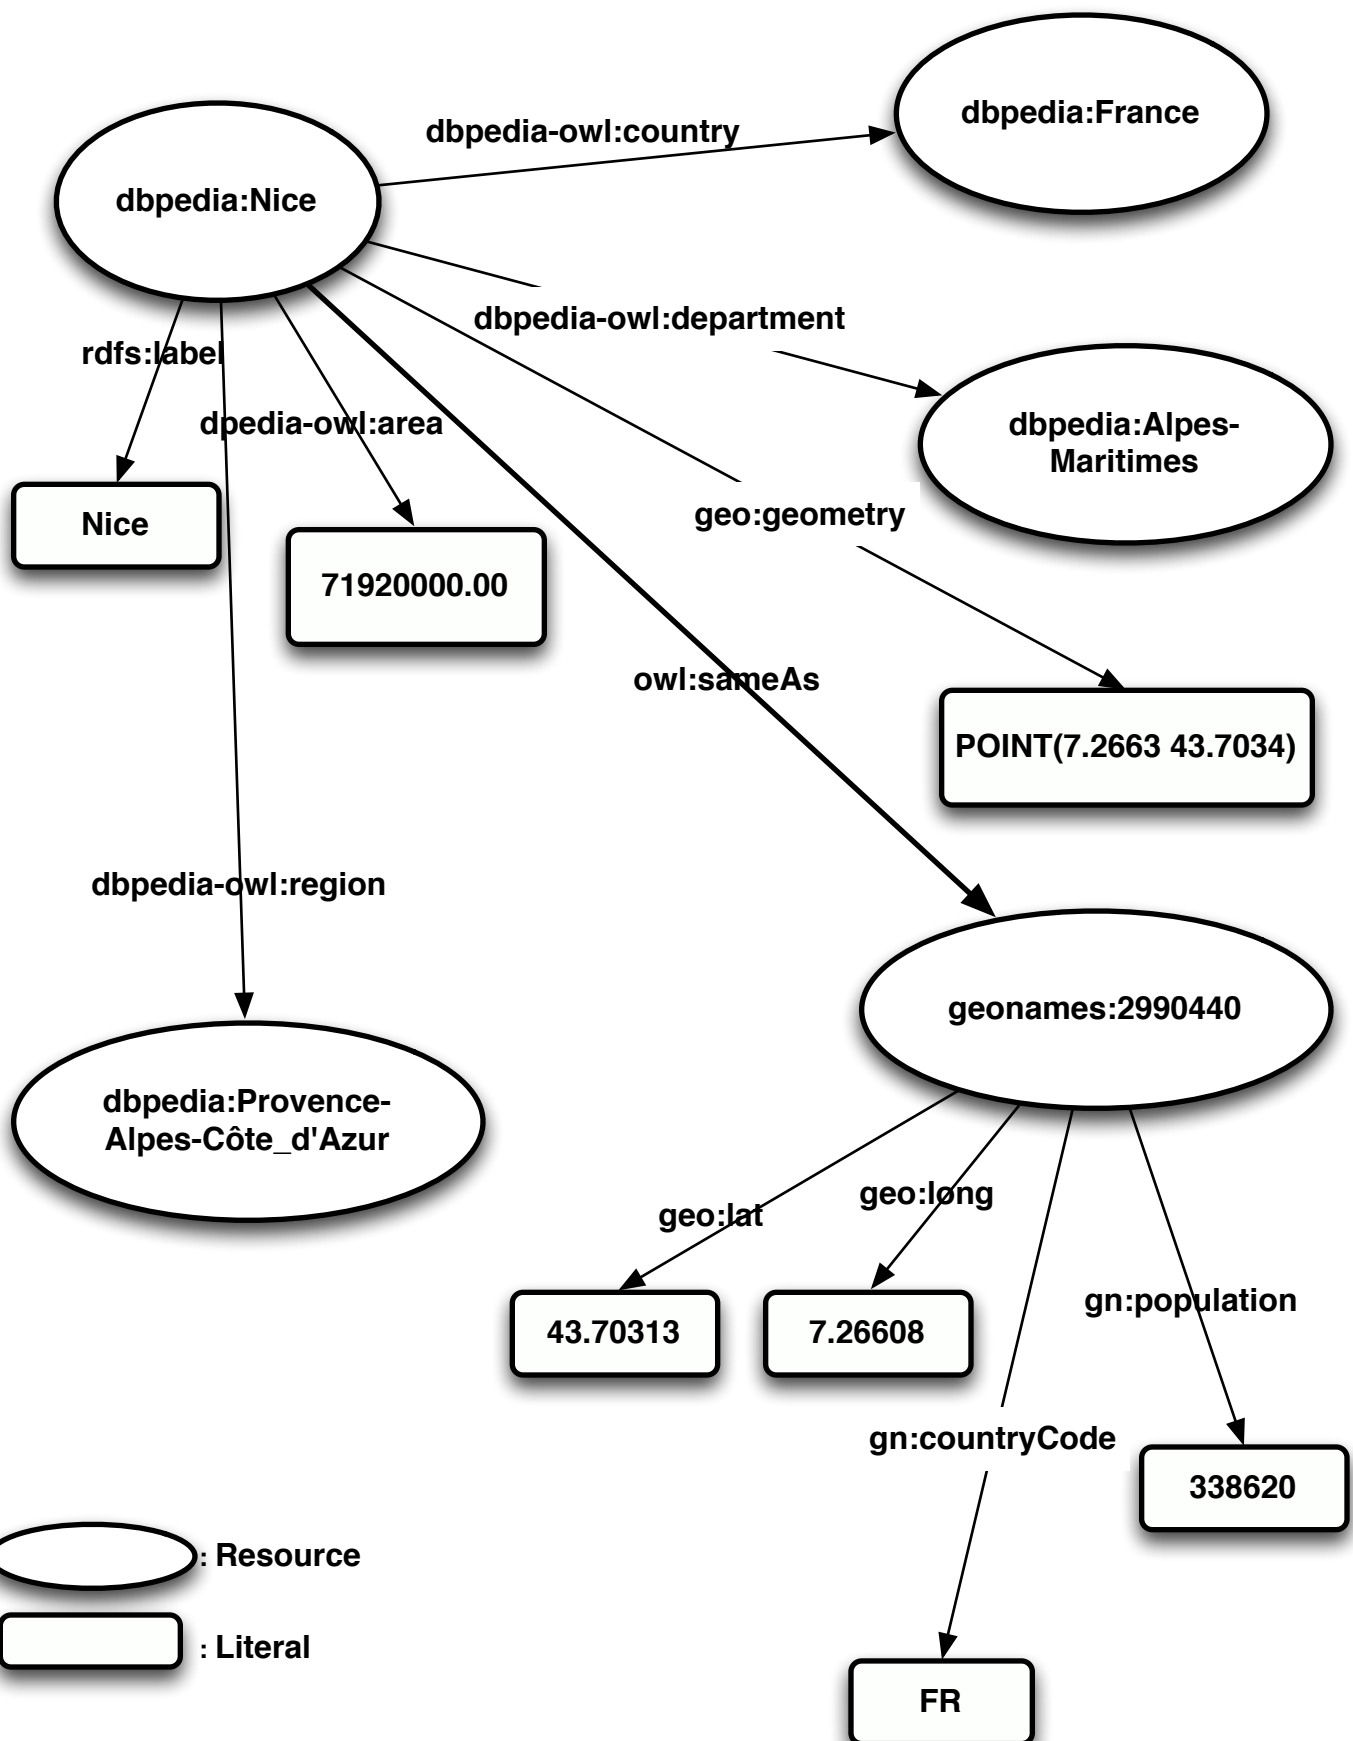 dbpedia:France
dbpedia-owl:country
dbpedia:Nice
dbpedia-owl:department
rdfs:label
dpedia-owl:area
dbpedia:Alpes-
Maritimes
Nice
geo:geometry
71920000.00
owl:sameAs
POINT(7.2663 43.7034)
dbpedia-owl:region
geonames:2990440
dbpedia:Provence-
Alpes-Côte_d'Azur
geo:lat
geo:long
gn:population
43.70313
7.26608
gn:countryCode
338620
: Resource
: Literal
FR